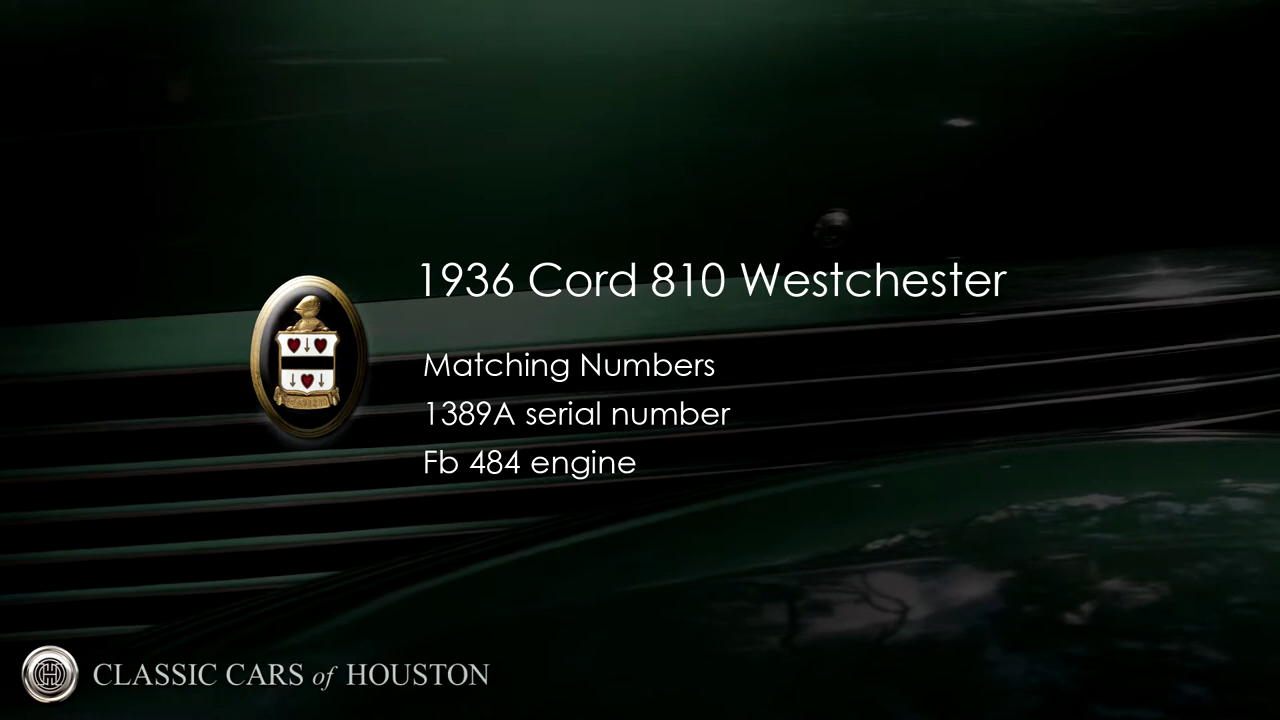 1936 Cord 810 Westchester
Matching Numbers
1389A serial number
Fb 484 engine
CLASSIC CARS of HOUSTON